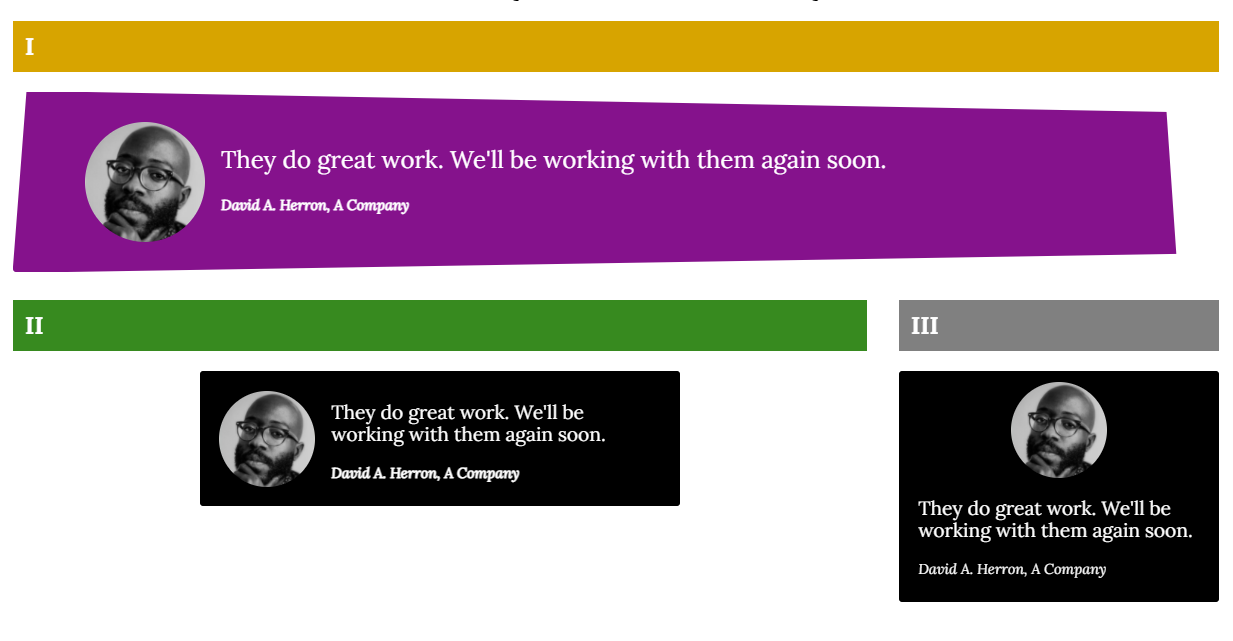 I
They do great work. We'll be working with them again soon.
David A. Herron, A Company
II
They do great work. We'll be
working with them again soon.
David A. Herron, A Company
III
They do great work. We'll be
working with them again soon.
David A. Herron, A Company